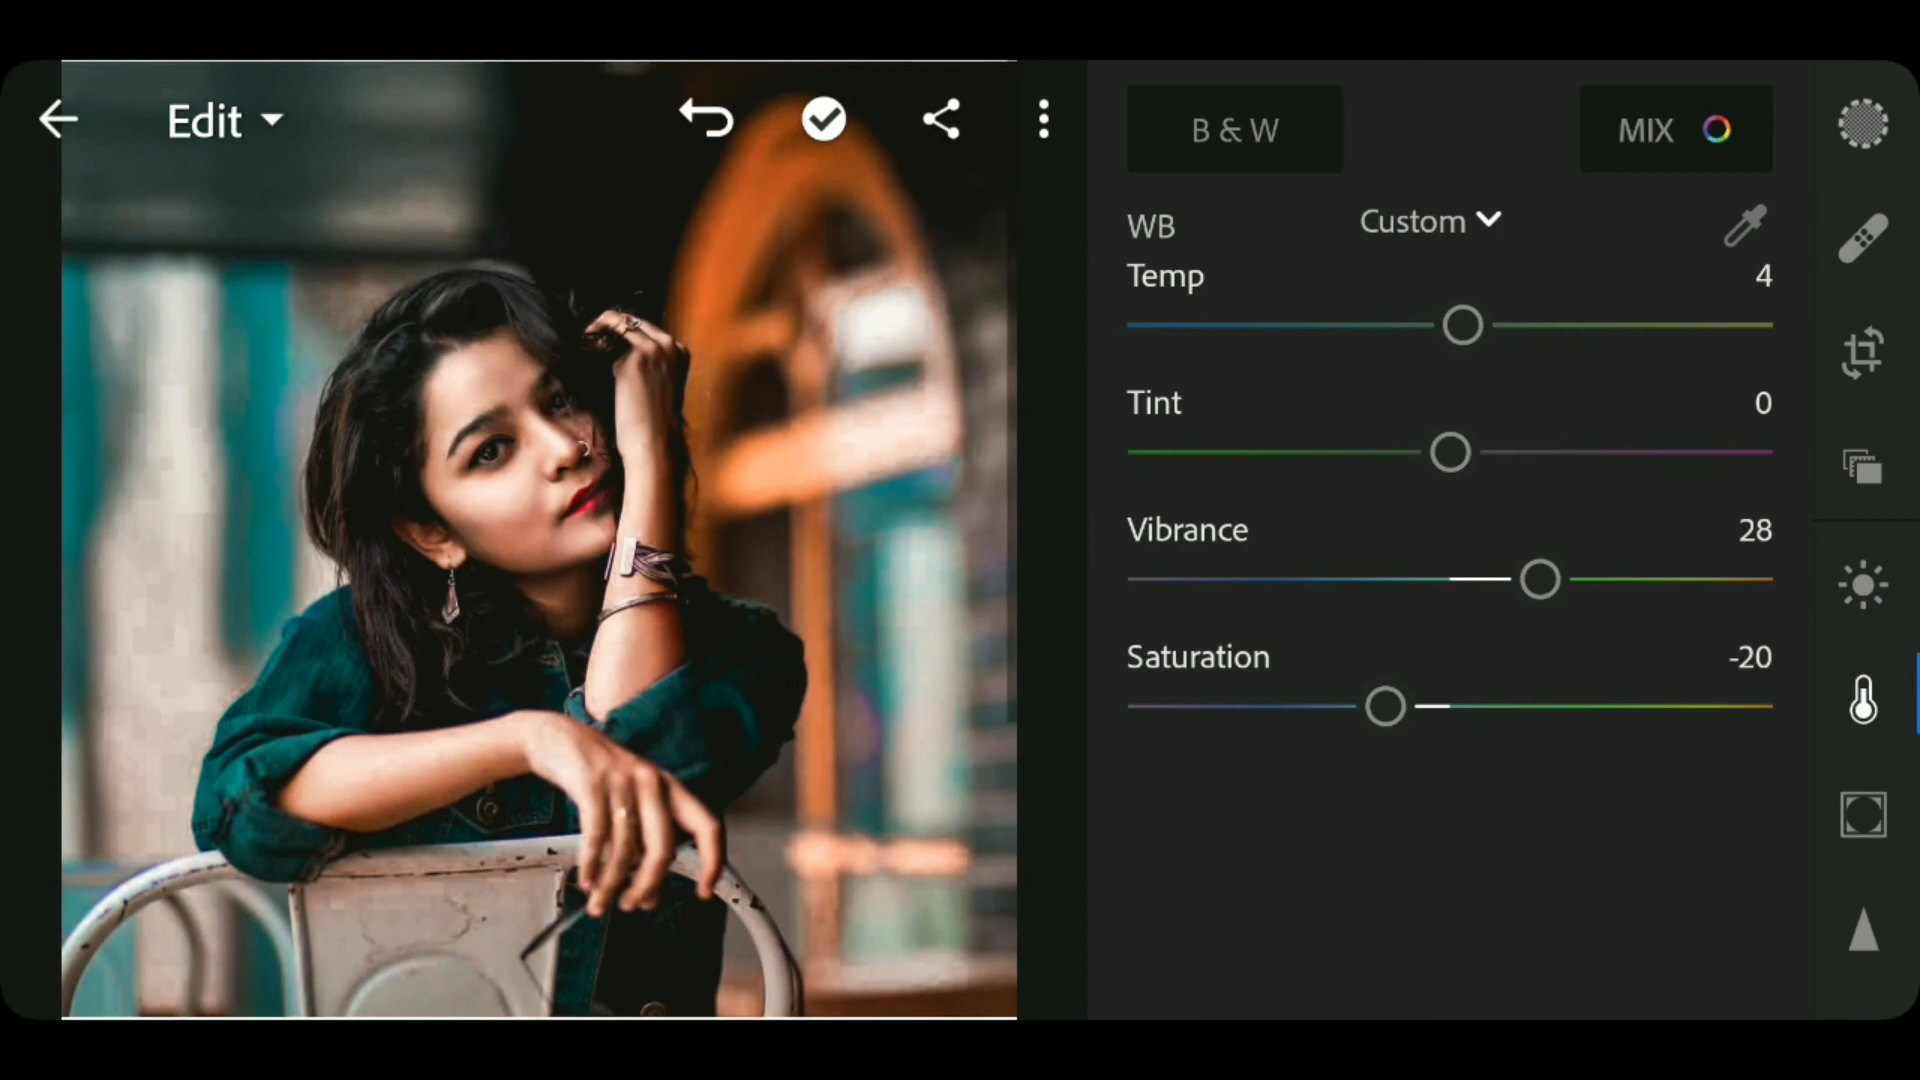 Edit
B & W
MIX
WB
Custom
Temp
4
Tint
0
Vibrance
28
Saturation
-20